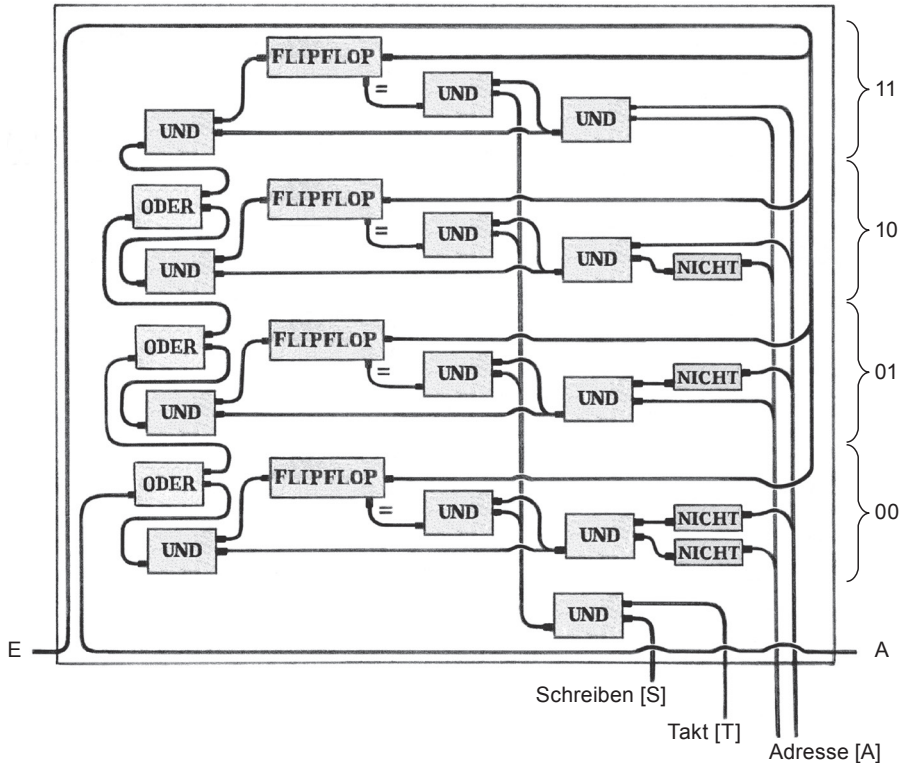 FLIPFLOP
=
UND
UND
UND
11
ODER
FLIPFLOP
=
UND
UND
UND
NICHT
10
ODER
FLIPFLOP
=
UND
UND
UND
NICHT
01
ODER
FLIPFLOP
=
UND
UND
UND
NICHT
NICHT
00
UND
E
A
Schreiben [S]
Takt [T]
Adresse [A]